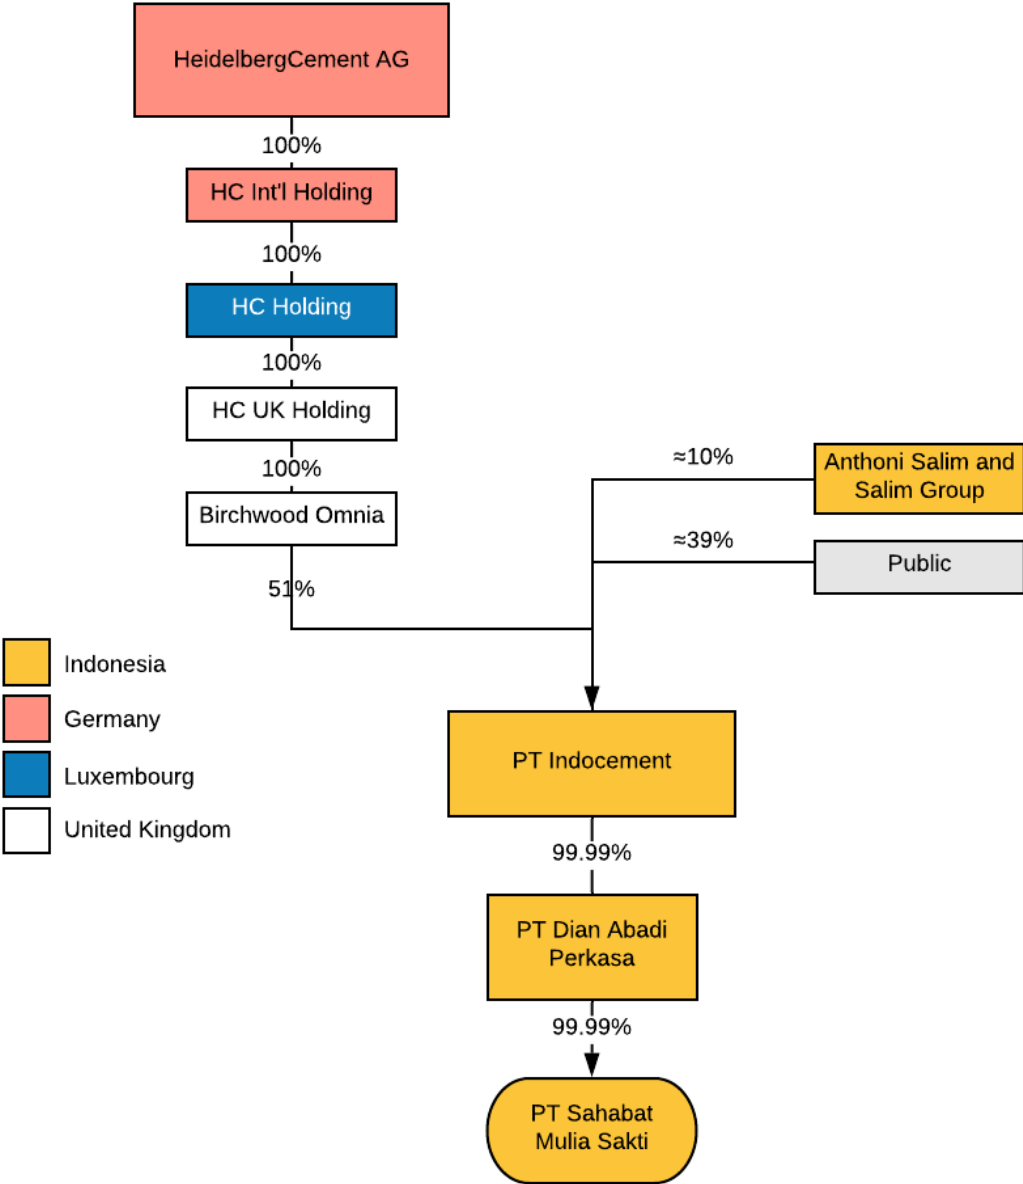 HeidelbergCement AG
100%
HC Int'l Holding
100%
HC Holding
100%
HC UK Holding
100%
Birchwood Omnia
51%
≈10%
Anthoni Salim and
Salim Group
≈39%
Public
Indonesia
Germany
Luxembourg
United Kingdom
PT Indocement
99.99%
PT Dian Abadi
Perkasa
99.99%
PT Sahabat
Mulia Sakti